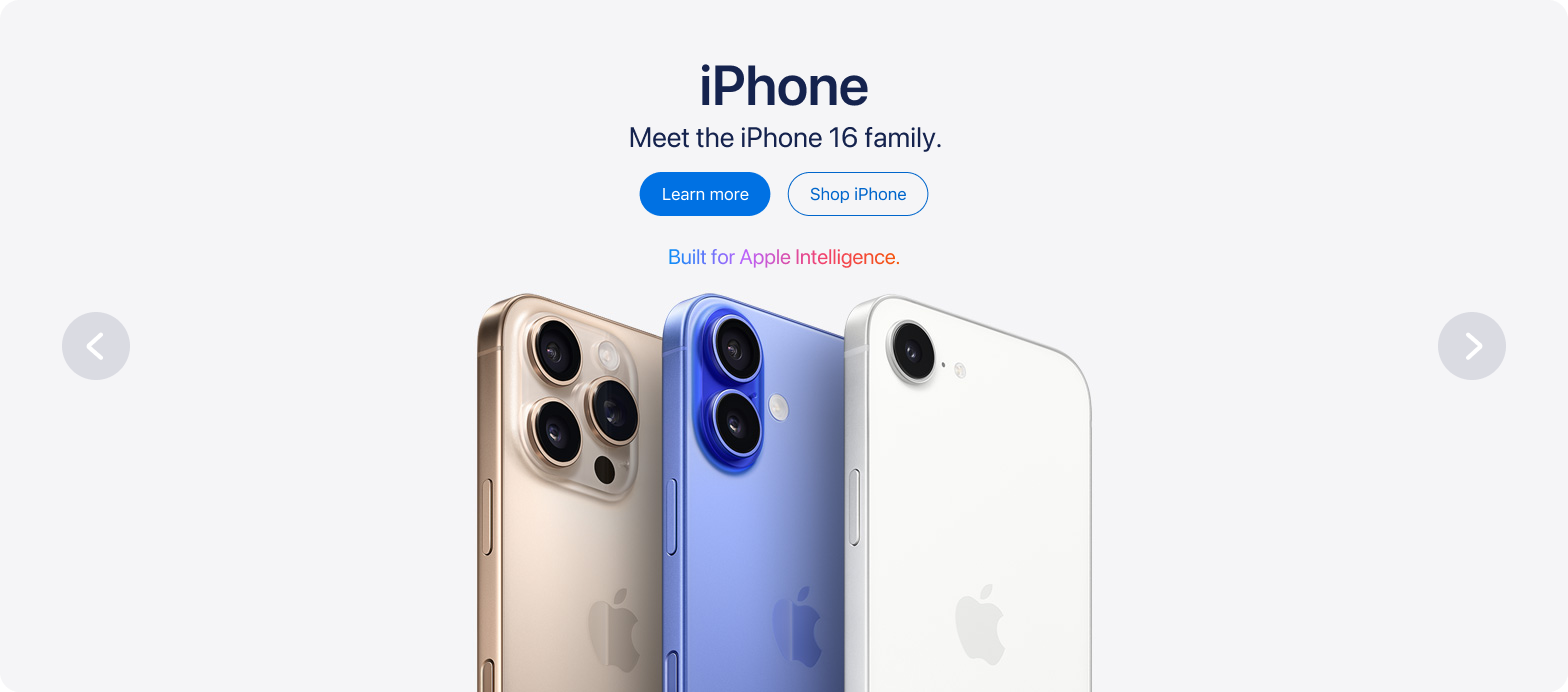 iPhone
Meet the iPhone 16 family.
Learn more
Shop iPhone
Built for Apple Intelligence.